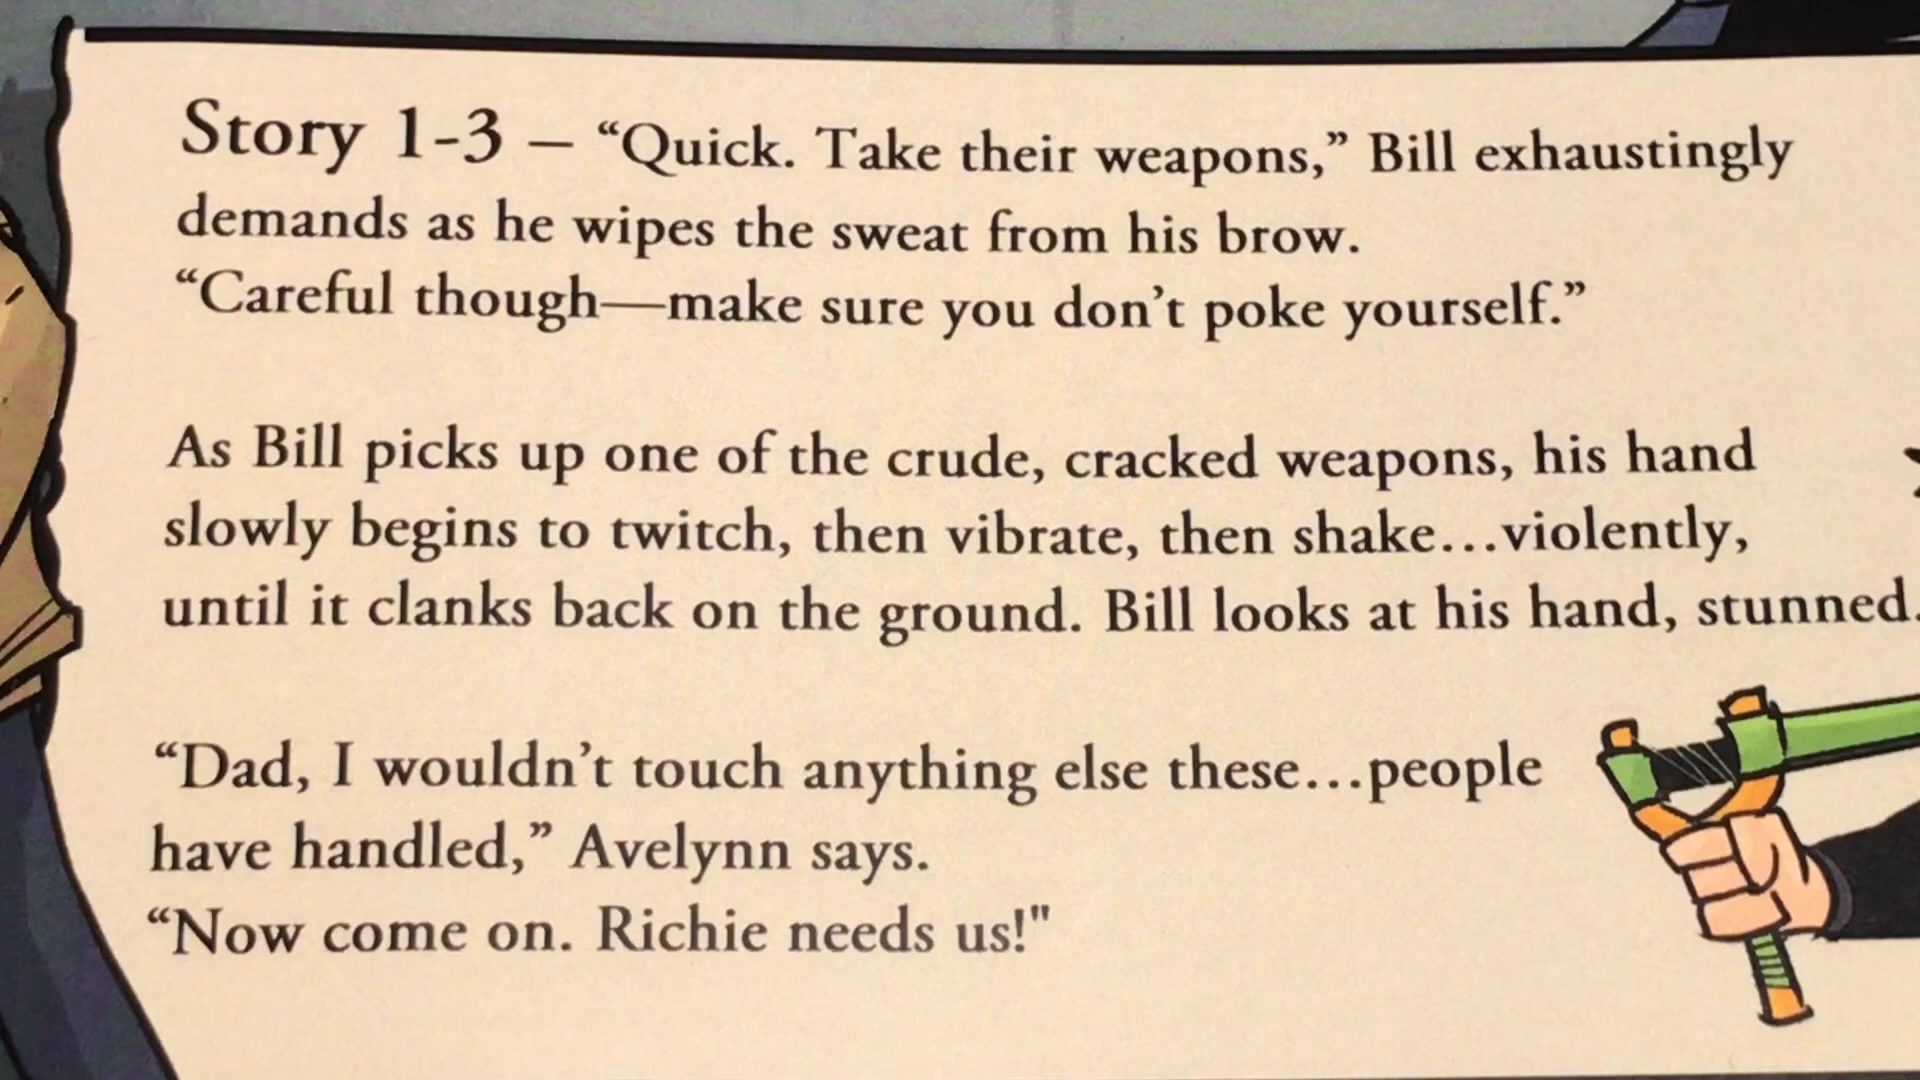 Story 1-3 – “Quick. Take their weapons,” Bill exhaustingly
demands as he wipes the sweat from his brow.
“Careful though—make sure you don’t poke yourself.”
As Bill picks up one of the crude, cracked weapons, his hand
slowly begins to twitch, then vibrate, then shake...violently,
until it clanks back on the ground. Bill looks at his hand, stunned.
“Dad, I wouldn’t touch anything else these...people
have handled,” Avelynn says.
“Now come on. Richie needs us!"